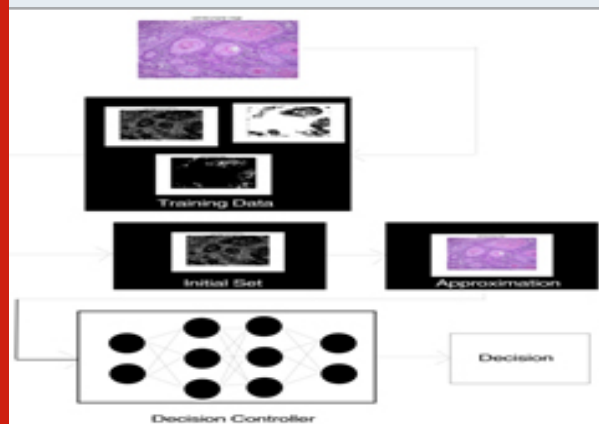 Training Data
Initial Set
Approximation
Decision
Decision Controller